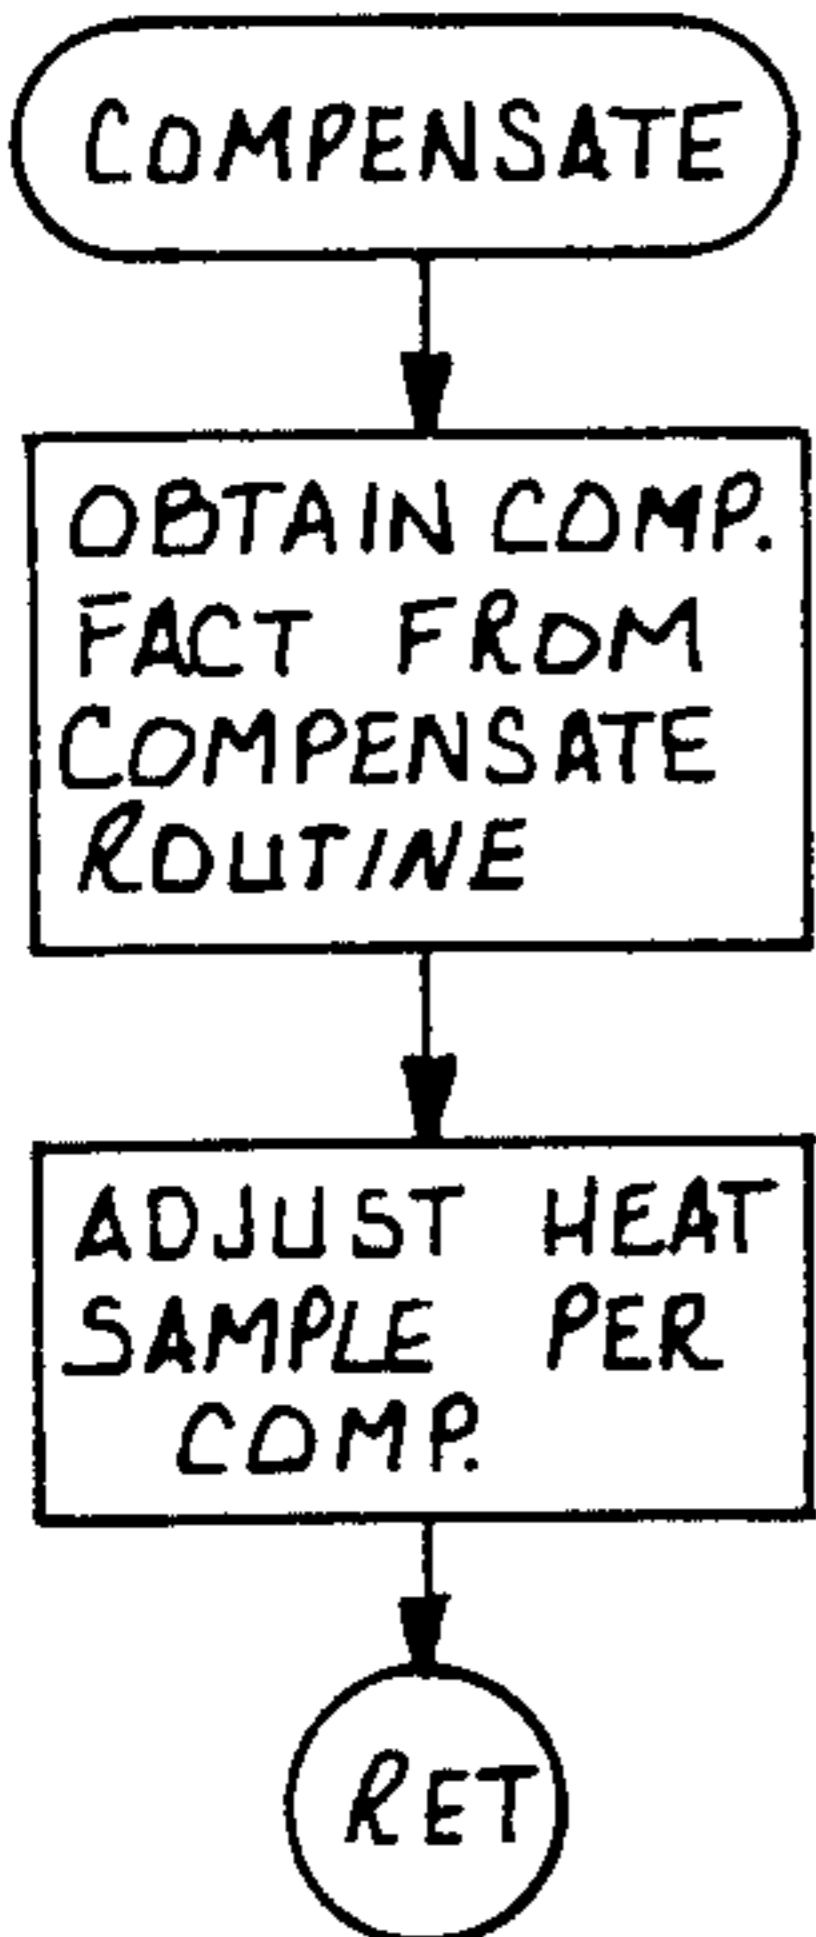 COMPENSATE
OBTAIN COMP.
FACT FROM
COMPENSATE
ROUTINE
ADJUST HEAT
SAMPLE PER
COMP.
RET